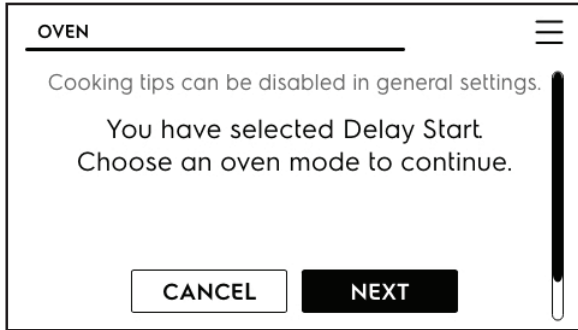 OVEN
Cooking tips can be disabled in general settings.
You have selected Delay Start.
Choose an oven mode to continue.
CANCEL NEXT